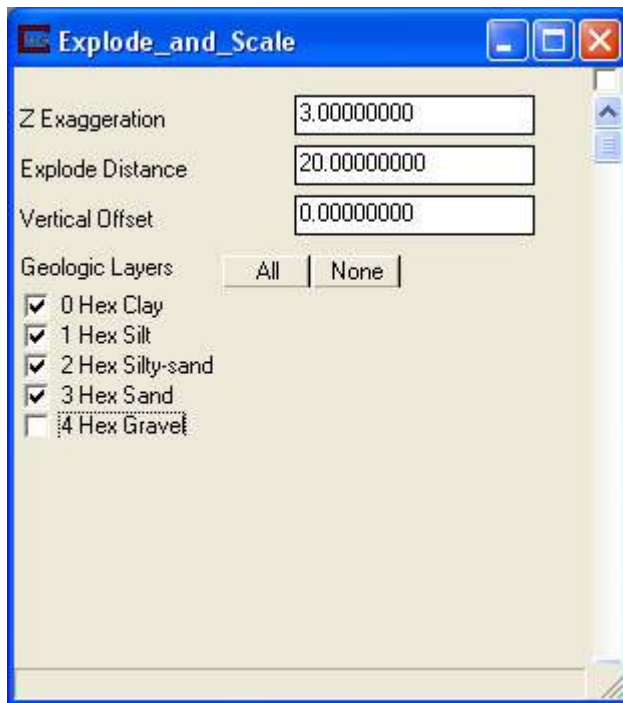 Explode_and_Scale
Z Exaggeration 3.00000000
Explode Distance 20.00000000
Vertical Offset 0.00000000
Geologic Layers All None
0 Hex Clay
1 Hex Silt
2 Hex Silty-sand
3 Hex Sand
4 Hex Gravel